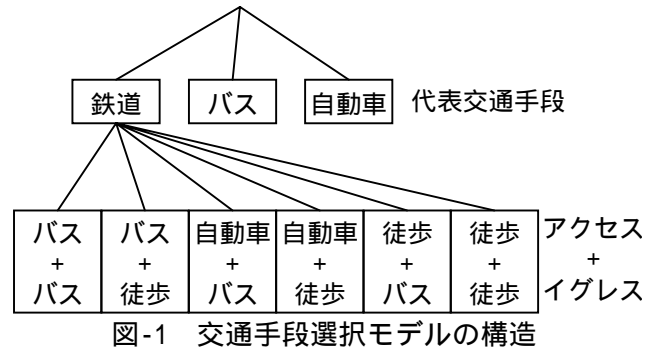 鉄道 バス 自動車 代表交通手段
バス バス 自動車 自動車 徒歩 徒歩 アクセス
+ + + + + + +
バス 徒歩 バス 徒歩 バス 徒歩 イグレス
図-1 交通手段選択モデルの構造